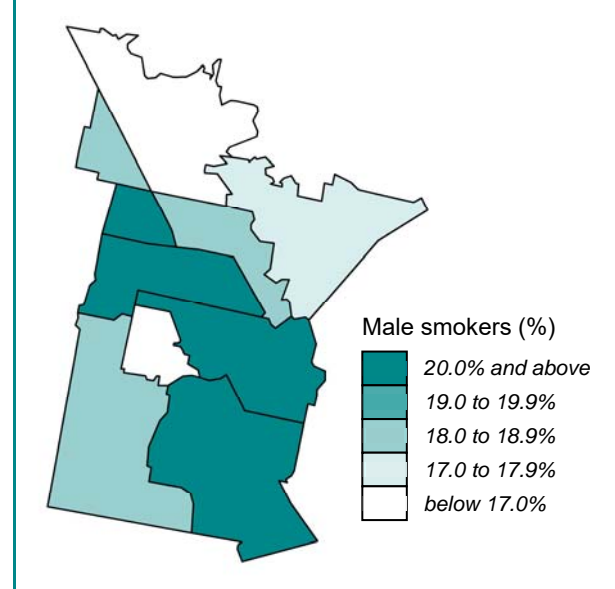 Male smokers (%)
20.0% and above
19.0 to 19.9%
18.0 to 18.9%
17.0 to 17.9%
below 17.0%